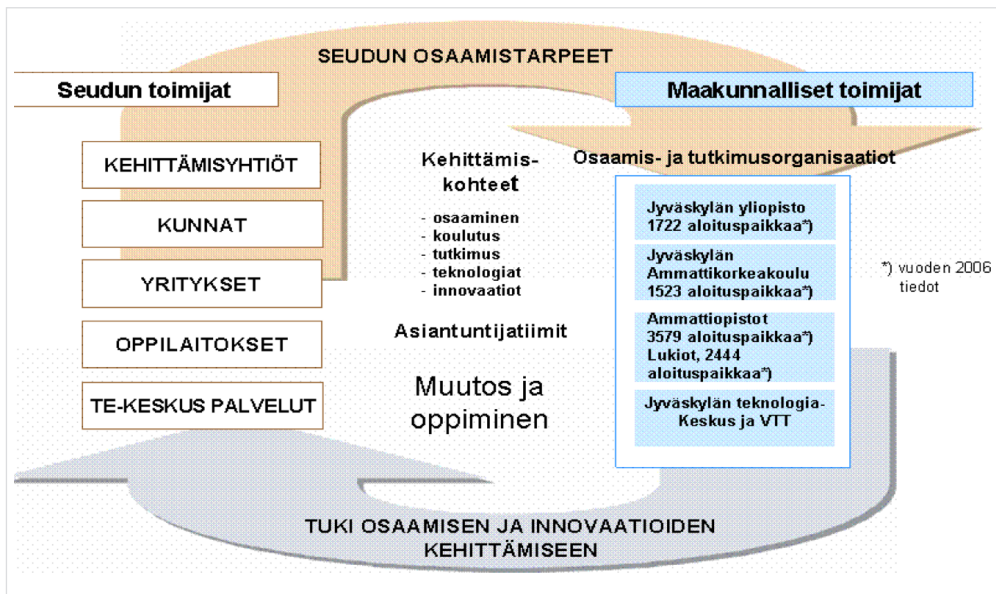 SEUDUN OSAAMISTARPEET
Seudun toimijat
Maakunnalliset toimijat
KEHITTÄMISYHTIÖT
KUNNAT
YRITYKSET
OPPILAITOKSET
TE-KESKUS PALVELUT
Kehittämis-
kohteet
- osaaminen
- koulutus
- tutkimus
- teknologiat
- innovaatiot
Asiantuntijatiimit
Muutos ja
oppiminen
Osaamis- ja tutkimusorganisaatiot
Jyväskylän yliopisto
1722 aloituspaikkaa*)
Jyväskylän
Ammattikorkeakoulu
1523 aloituspaikkaa*)
Ammattiopistot
3579 aloituspaikkaa*)
Lukiot, 2444
aloituspaikkaa*)
Jyväskylän teknologia-
Keskus ja VTT
*) vuoden 2006
tiedot
TUKI OSAAMISEN JA INNOVAATIOIDEN
KEHITTÄMISEEN